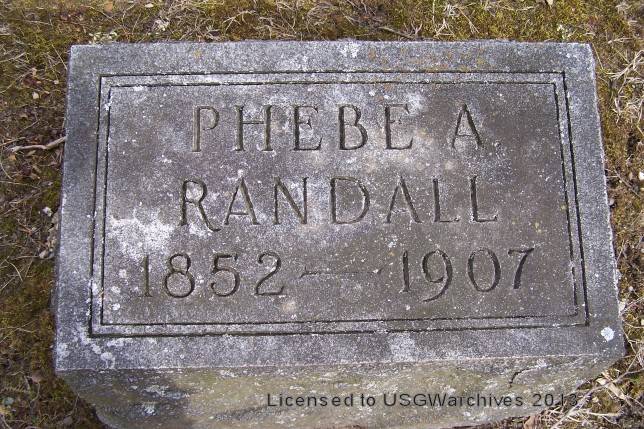 PHEBE A
RANDALL
1852 — 1907
Licensed to USGWarchives 2013